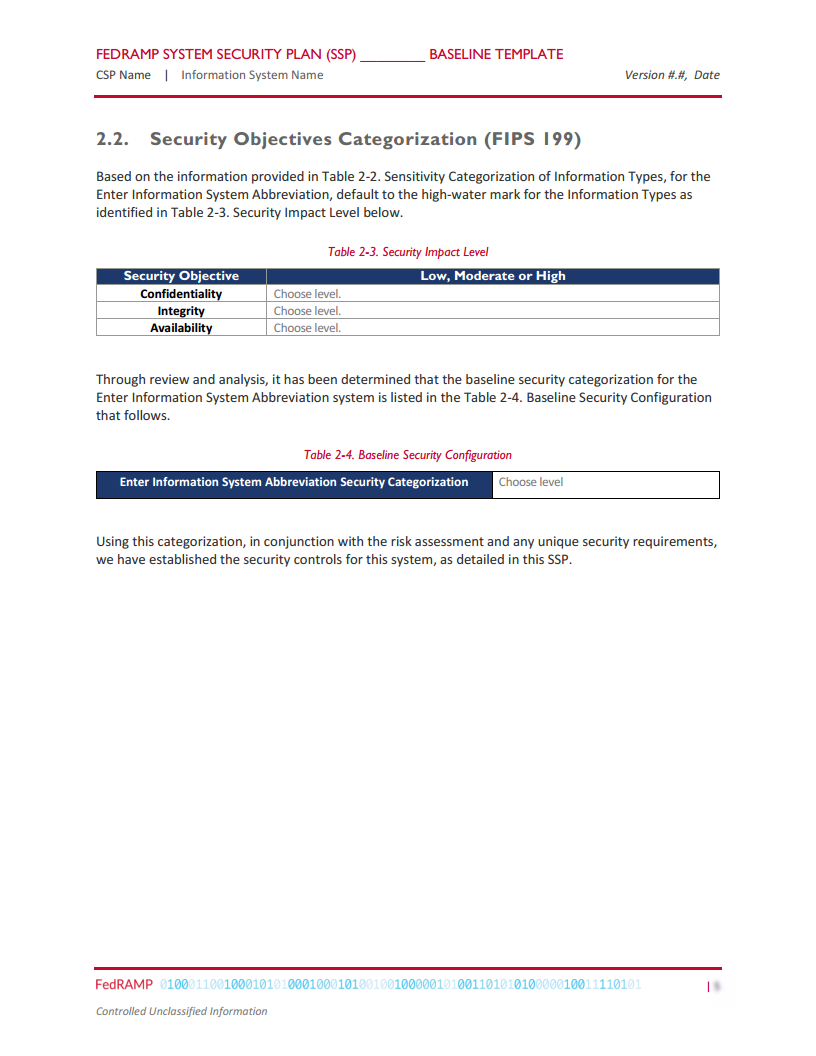 FEDRAMP SYSTEM SECURITY PLAN (SSP) _________ BASELINE TEMPLATE
CSP Name | Information System Name Version #.#, Date
2.2. Security Objectives Categorization (FIPS 199)
Based on the information provided in Table 2-2. Sensitivity Categorization of Information Types, for the
Enter Information System Abbreviation, default to the high-water mark for the Information Types as
identified in Table 2-3. Security Impact Level below.
Table 2-3. Security Impact Level
Security Objective Low, Moderate or High
Confidentiality Choose level.
Integrity Choose level.
Availability Choose level.
Through review and analysis, it has been determined that the baseline security categorization for the
Enter Information System Abbreviation system is listed in the Table 2-4. Baseline Security Configuration
that follows.
Table 2-4. Baseline Security Configuration
Enter Information System Abbreviation Security Categorization Choose level
Using this categorization, in conjunction with the risk assessment and any unique security requirements,
we have established the security controls for this system, as detailed in this SSP.
FedRAMP 010001100100010101000100010100100100000101001101010100000010011110101 |
Controlled Unclassified Information